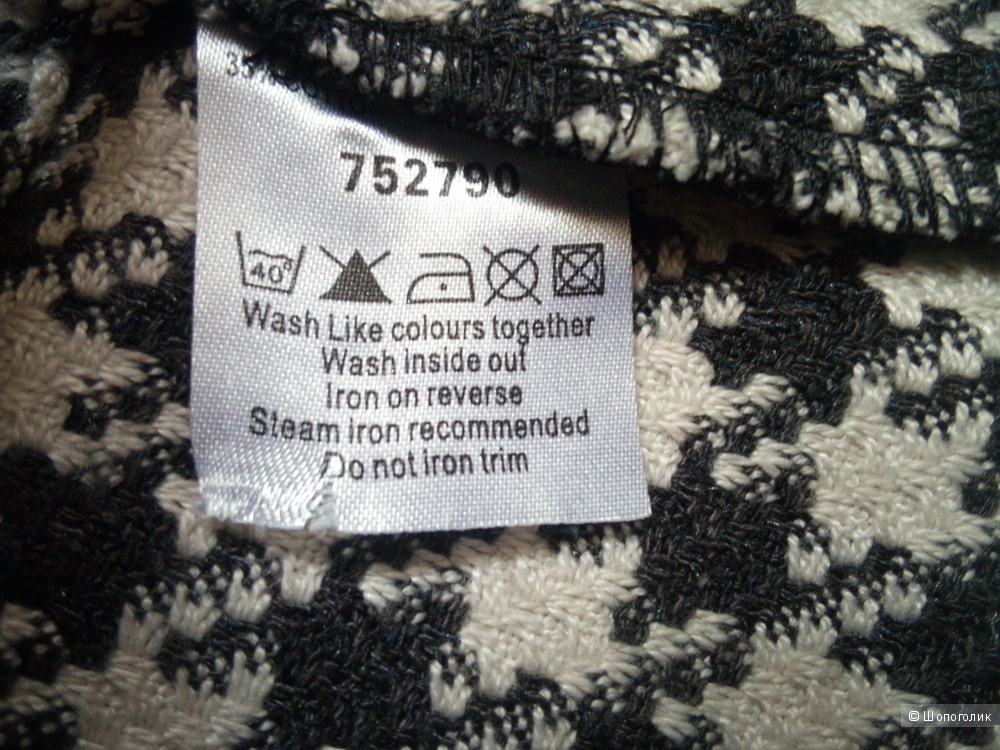 752790
40°
Wash Like colours together
Wash inside out
Iron on reverse
Steam iron recommended
Do not iron trim
© Шопоголик